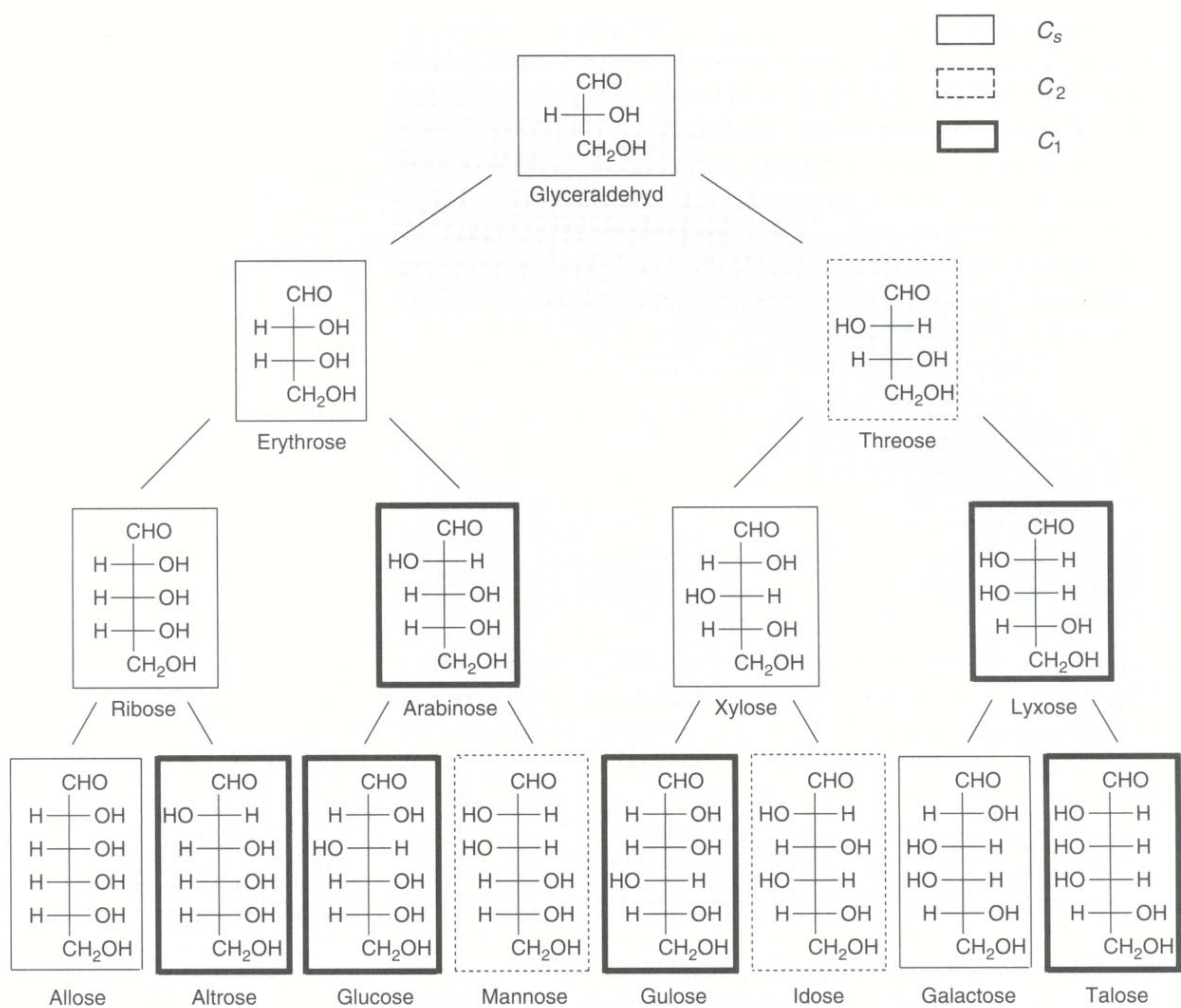 C_s
C_2
C_1
CHO
H OH
CH2OH
Glyceraldehyd
CHO
H OH
H OH
CH2OH
Erythrose
CHO
HO H
H OH
CH2OH
Threose
CHO
H OH
H OH
H OH
CH2OH
Ribose
CHO
HO H
H OH
H OH
CH2OH
Arabinose
CHO
H OH
HO H
H OH
CH2OH
Xylose
CHO
HO H
HO H
H OH
CH2OH
Lyxose
CHO
H OH
H OH
H OH
H OH
CH2OH
Allose
CHO
HO H
H OH
H OH
H OH
CH2OH
Altrose
CHO
H OH
HO H
H OH
H OH
CH2OH
Glucose
CHO
HO H
HO H
H OH
H OH
CH2OH
Mannose
CHO
H OH
H OH
HO H
H OH
CH2OH
Gulose
CHO
HO H
H OH
HO H
H OH
CH2OH
Idose
CHO
H OH
HO H
HO H
H OH
CH2OH
Galactose
CHO
HO H
HO H
HO H
H OH
CH2OH
Talose